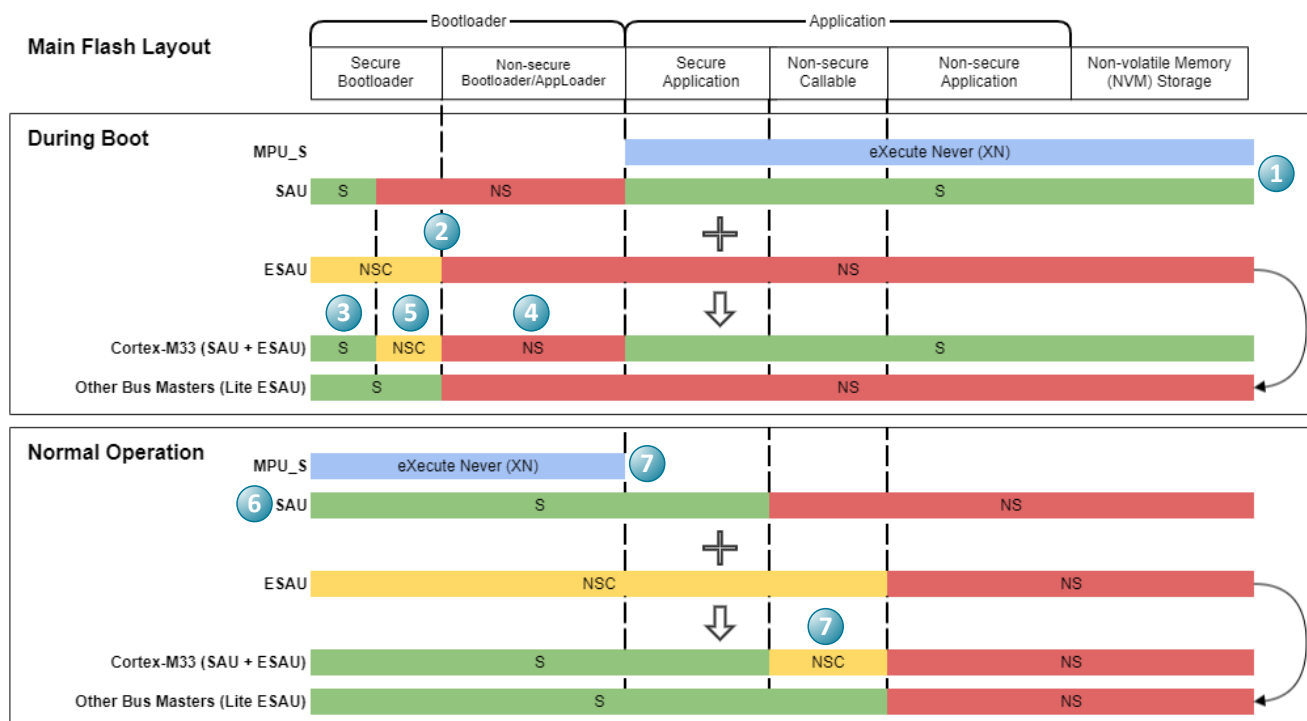 Bootloader
Application
Main Flash Layout
Secure
Bootloader
Non-secure
Bootloader/AppLoader
Secure
Application
Non-secure
Callable
Non-secure
Application
Non-volatile Memory
(NVM) Storage
During Boot
MPU_S
eXecute Never (XN)
1
SAU
S
NS
S
2
ESAU
NSC
NS
3
5
4
Cortex-M33 (SAU + ESAU)
S
NSC
NS
S
Other Bus Masters (Lite ESAU)
S
NS
Normal Operation
MPU_S
eXecute Never (XN)
7
6
SAU
S
NS
ESAU
NSC
NS
7
Cortex-M33 (SAU + ESAU)
S
NSC
NS
Other Bus Masters (Lite ESAU)
S
NS